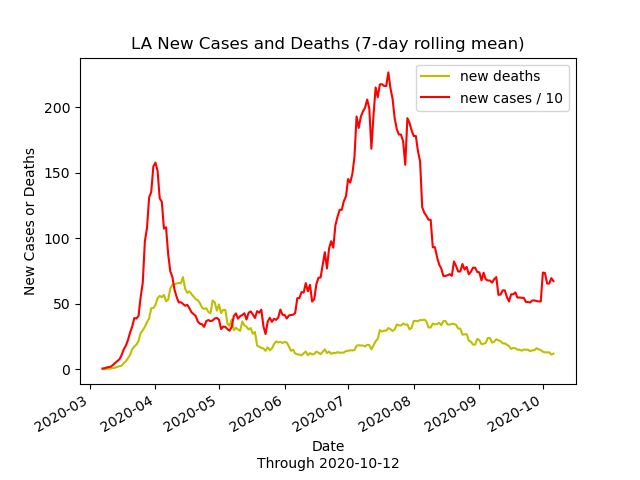 LA New Cases and Deaths (7-day rolling mean)
new deaths
new cases / 10
New Cases or Deaths
200
150
100
50
0
2020-03
2020-04
2020-05
2020-06
2020-07
2020-08
2020-09
2020-10
Date
Through 2020-10-12